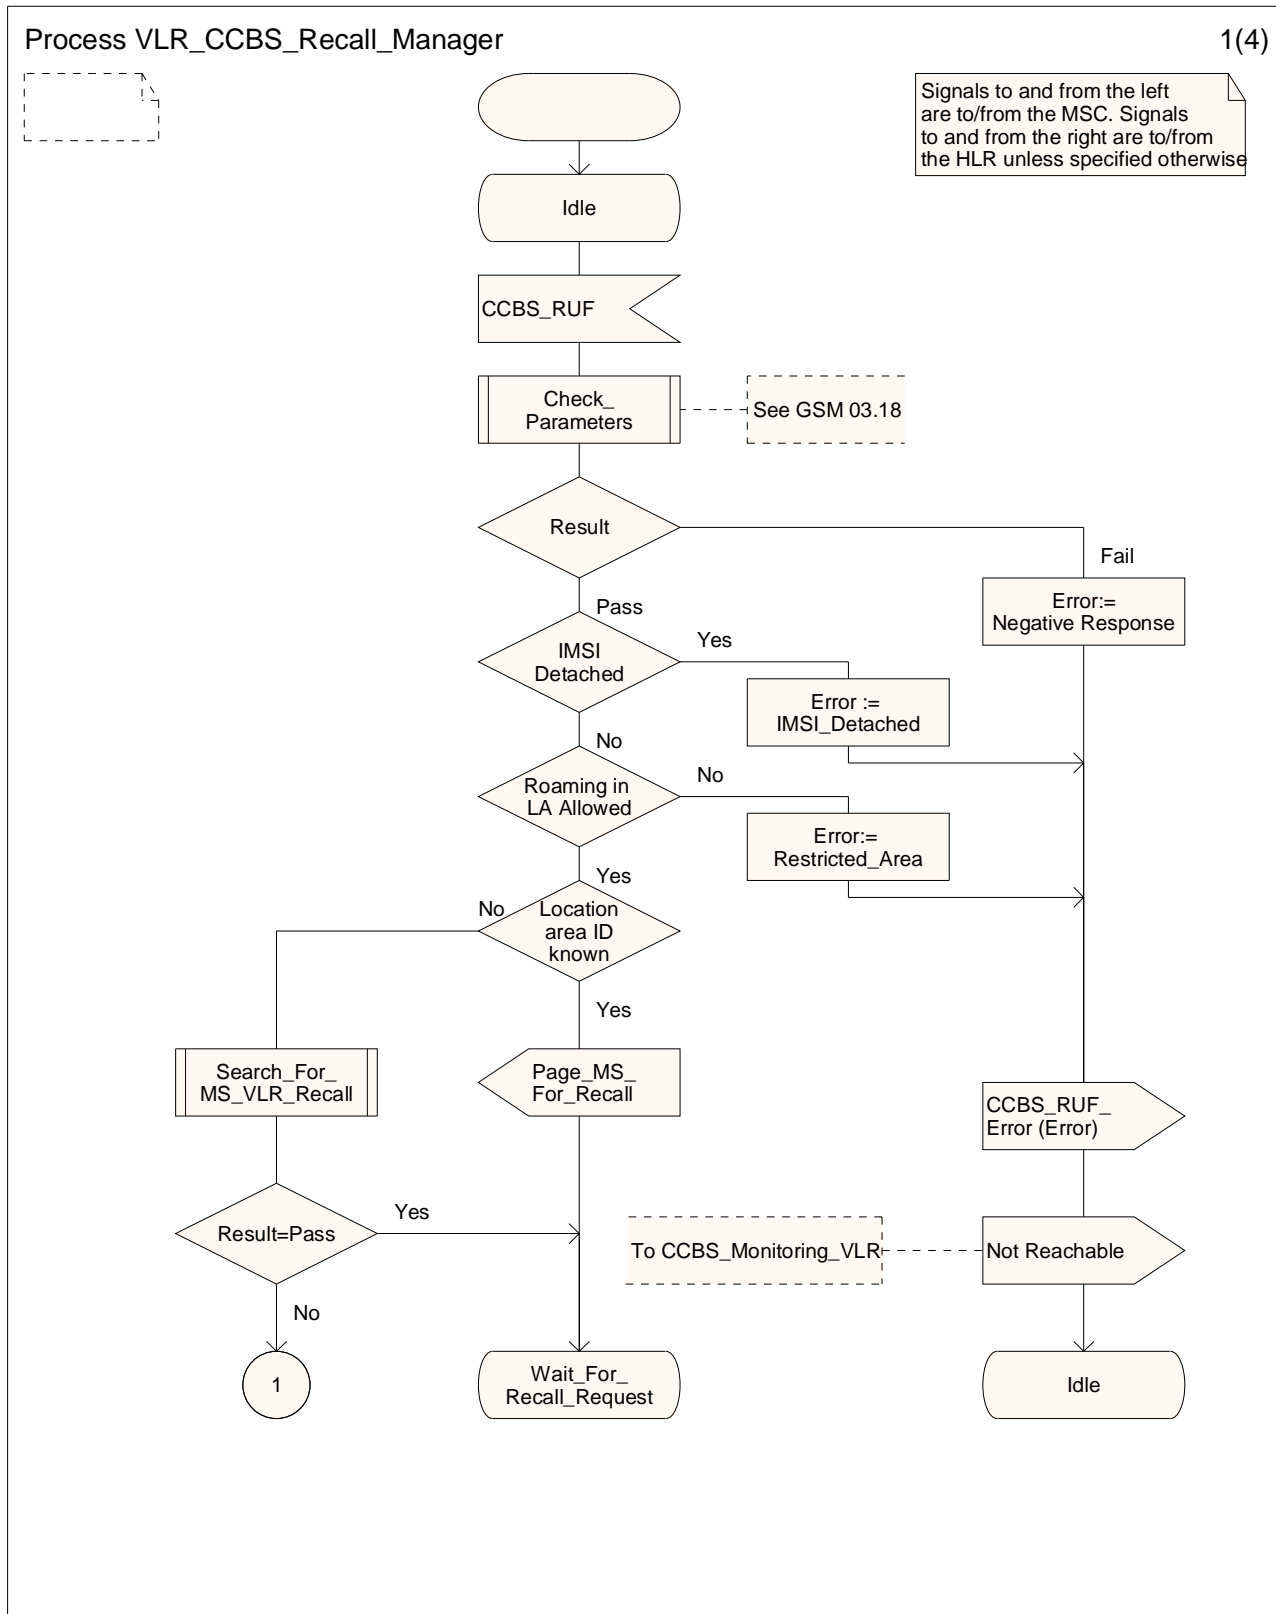 Process VLR_CCBS_Recall_Manager
1(4)
Signals to and from the left
are to/from the MSC. Signals
to and from the right are to/from
the HLR unless specified otherwise
Idle
CCBS_RUF
Check_
Parameters
See GSM 03.18
Result
Fail
Error:=
Negative Response
Pass
IMSI
Detached
Yes
Error :=
IMSI_Detached
No
Roaming in
LA Allowed
No
Error:=
Restricted_Area
Yes
No
Location
area ID
known
Yes
Search_For_
MS_VLR_Recall
Page_MS_
For_Recall
CCBS_RUF_
Error (Error)
Result=Pass
Yes
To CCBS_Monitoring_VLR
Not Reachable
No
1
Wait_For_
Recall_Request
Idle